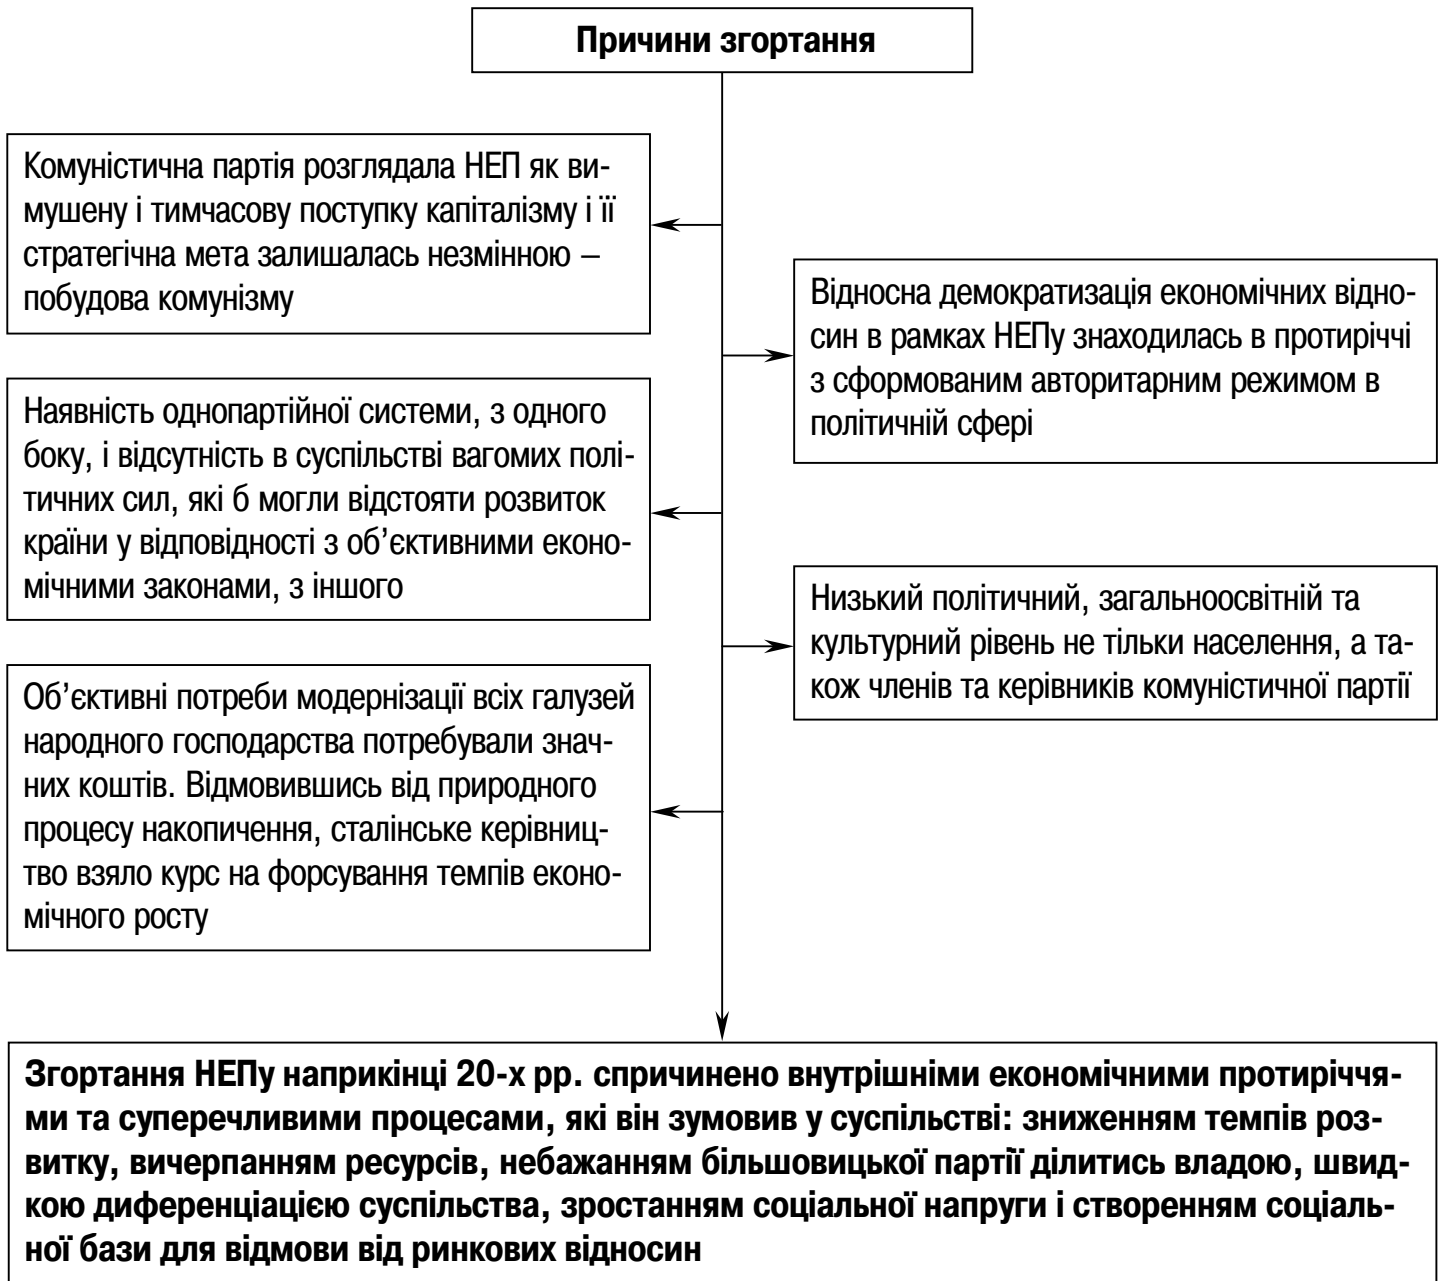 Причини згортання
Комуністична партія розглядала НЕП як ви-
мушену і тимчасову поступку капіталізму і її
стратегічна мета залишалась незмінною –
побудова комунізму
Відносна демократизація економічних відно-
син в рамках НЕПу знаходилась в протиріччі
з сформованим авторитарним режимом в
політичній сфері
Наявність однопартійної системи, з одного
боку, і відсутність в суспільстві вагомих полі-
тичних сил, які б могли відстояти розвиток
країни у відповідності з об’єктивними еконо-
мічними законами, з іншого
Низький політичний, загальноосвітній та
культурний рівень не тільки населення, а та-
кож членів та керівників комуністичної партії
Об’єктивні потреби модернізації всіх галузей
народного господарства потребували знач-
них коштів. Відмовившись від природного
процесу накопичення, сталінське керівниц-
тво взяло курс на форсування темпів еконо-
мічного росту
Згортання НЕПу наприкінці 20-х рр. спричинено внутрішніми економічними протиріччя-
ми та суперечливими процесами, які він зумовив у суспільстві: зниженням темпів роз-
витку, вичерпанням ресурсів, небажанням більшовицької партії ділитись владою, швид-
кою диференціацією суспільства, зростанням соціальної напруги і створенням соціаль-
ної бази для відмови від ринкових відносин